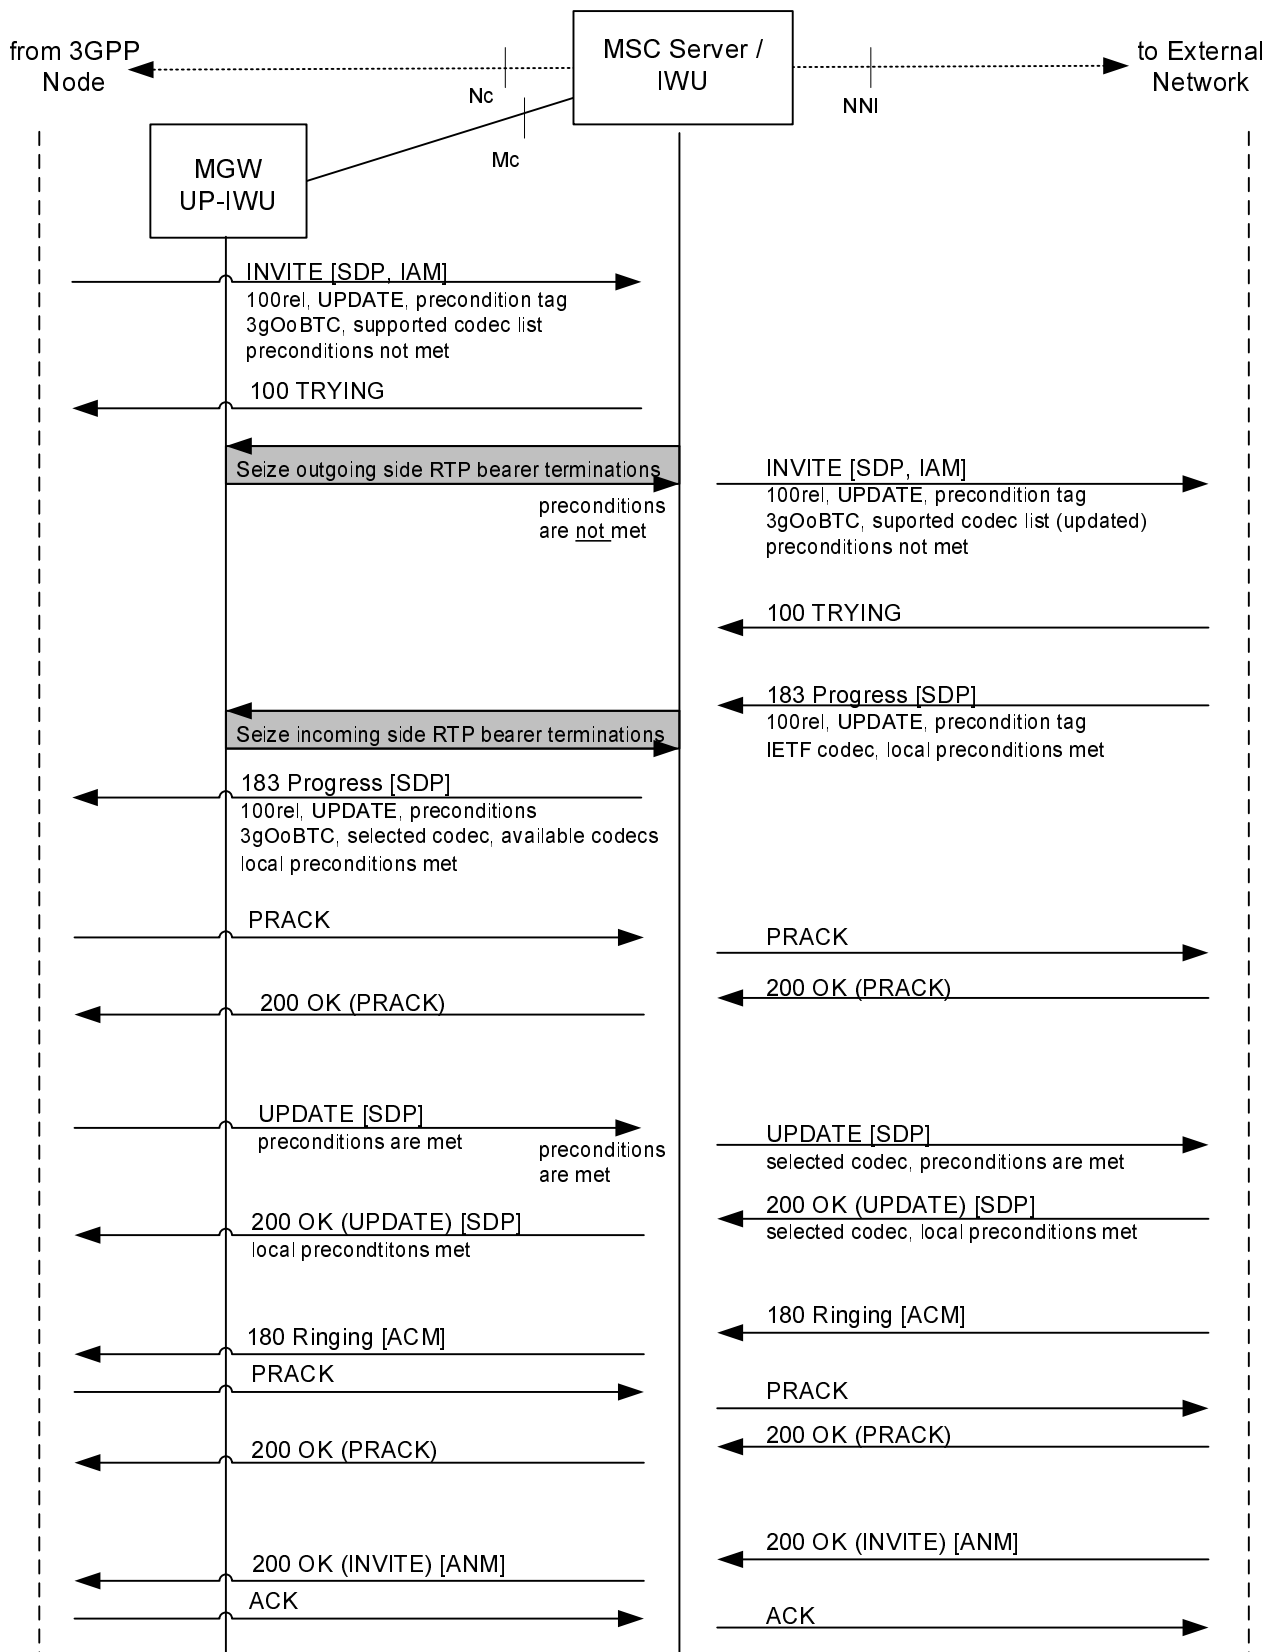 from 3GPP
Node
MSC Server /
IWU
to External
Network
Nc
NNI
Mc
MGW
UP-IWU
INVITE [SDP, IAM]
100rel, UPDATE, precondition tag
3gOoBTC, supported codec list
preconditions not met
100 TRYING
Seize outgoing side RTP bearer terminations
preconditions
are not met
INVITE [SDP, IAM]
100rel, UPDATE, precondition tag
3gOoBTC, suported codec list (updated)
preconditions not met
100 TRYING
183 Progress [SDP]
100rel, UPDATE, precondition tag
IETF codec, local preconditions met
Seize incoming side RTP bearer terminations
183 Progress [SDP]
100rel, UPDATE, preconditions
3gOoBTC, selected codec, available codecs
local preconditions met
PRACK
PRACK
200 OK (PRACK)
200 OK (PRACK)
UPDATE [SDP]
preconditions are met
preconditions
are met
UPDATE [SDP]
selected codec, preconditions are met
200 OK (UPDATE) [SDP]
selected codec, local preconditions met
200 OK (UPDATE) [SDP]
local precondtitons met
180 Ringing [ACM]
180 Ringing [ACM]
PRACK
PRACK
200 OK (PRACK)
200 OK (PRACK)
200 OK (INVITE) [ANM]
200 OK (INVITE) [ANM]
ACK
ACK